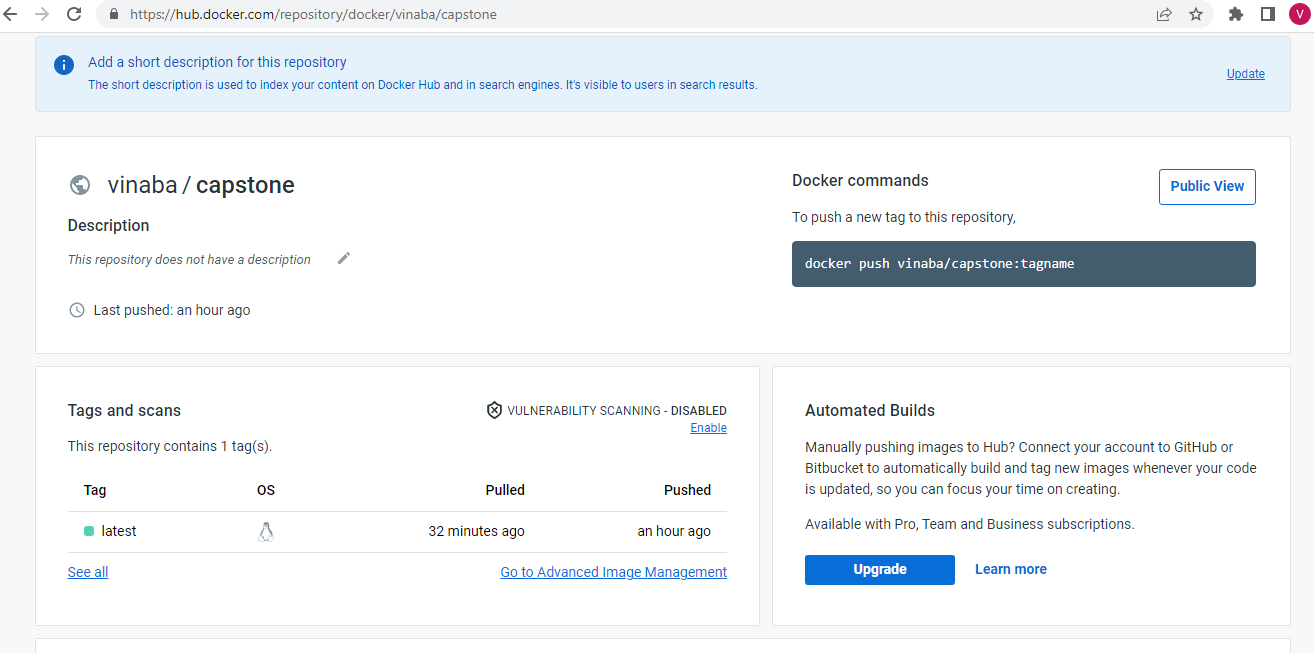 https://hub.docker.com/repository/docker/vinaba/capstone
V
Add a short description for this repository
The short description is used to index your content on Docker Hub and in search engines. It's visible to users in search results.
Update
vinaba / capstone
Description
This repository does not have a description
Last pushed: an hour ago
Docker commands
Public View
To push a new tag to this repository,
docker push vinaba/capstone:tagname
Tags and scans
VULNERABILITY SCANNING - DISABLED
Enable
This repository contains 1 tag(s).
Tag OS Pulled Pushed
latest 32 minutes ago an hour ago
See all
Go to Advanced Image Management
Automated Builds
Manually pushing images to Hub? Connect your account to GitHub or
Bitbucket to automatically build and tag new images whenever your code
is updated, so you can focus your time on creating.
Available with Pro, Team and Business subscriptions.
Upgrade
Learn more